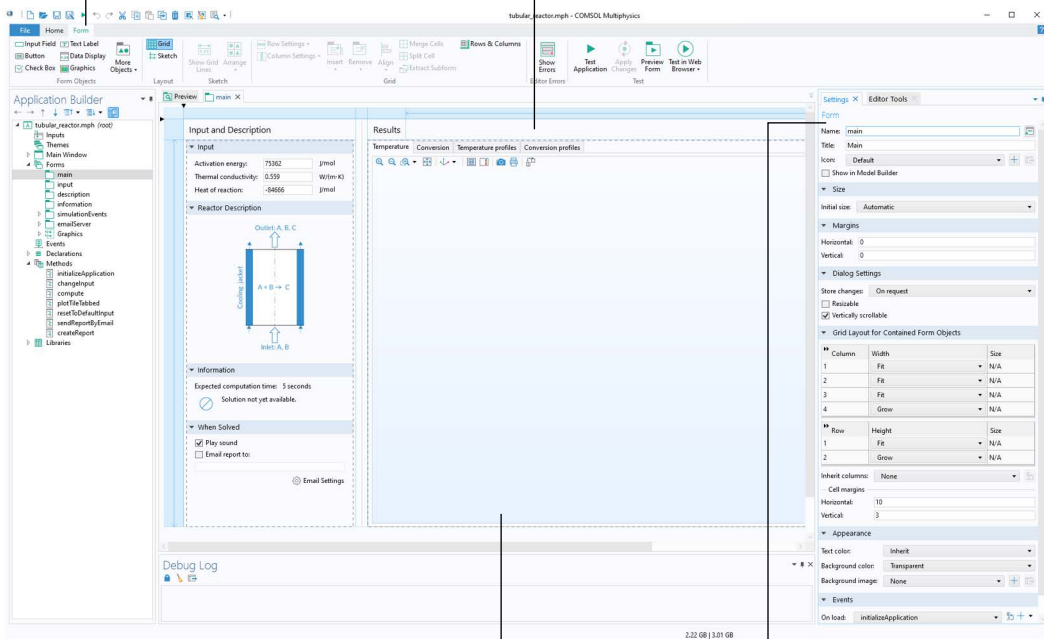 tubular_reactor.mph - COMSOL Multiphysics
File Home Form
Input Field Text Label
Button Data Display
Check Box Graphics
More Objects
Form Objects
Grid
Sketch
Layout
Show Grid Lines
Arrange
Sketch
Row Settings
Column Settings
Insert
Remove
Align
Merge Cells
Split Cell
Extract Subform
Rows & Columns
Grid
Show Errors
Editor Errors
Test Application
Apply Changes
Preview Form
Test in Web Browser
Test
Application Builder
tubular_reactor.mph (root)
Inputs
Themes
Main Window
Forms
main
input
description
information
simulationEvents
emailServer
Graphics
Events
Declarations
Methods
initializeApplication
changeInput
compute
plotTileTabbed
resetToDefaultInput
sendReportByEmail
createReport
Libraries
Preview main
Input and Description
Input
Activation energy: 75362 J/mol
Thermal conductivity: 0.559 W/(m·K)
Heat of reaction: -84666 J/mol
Reactor Description
Outlet: A, B, C
Cooling jacket
A + B → C
Inlet: A, B
Information
Expected computation time: 5 seconds
Solution not yet available.
When Solved
Play sound
Email report to:
Email Settings
Results
Temperature Conversion Temperature profiles Conversion profiles
Debug Log
Settings Editor Tools
Form
Name: main
Title: Main
Icon: Default
Show in Model Builder
Size
Initial size: Automatic
Margins
Horizontal: 0
Vertical: 0
Dialog Settings
Store changes: On request
Resizable
Vertically scrollable
Grid Layout for Contained Form Objects
Column Width Size
1 Fit N/A
2 Fit N/A
3 Fit N/A
4 Grow N/A
Row Height Size
1 Fit N/A
2 Grow N/A
Inherit columns: None
Cell margins
Horizontal: 10
Vertical: 3
Appearance
Text color: Inherit
Background color: Transparent
Background image: None
Events
On load: initializeApplication
2.22 GB | 3.01 GB